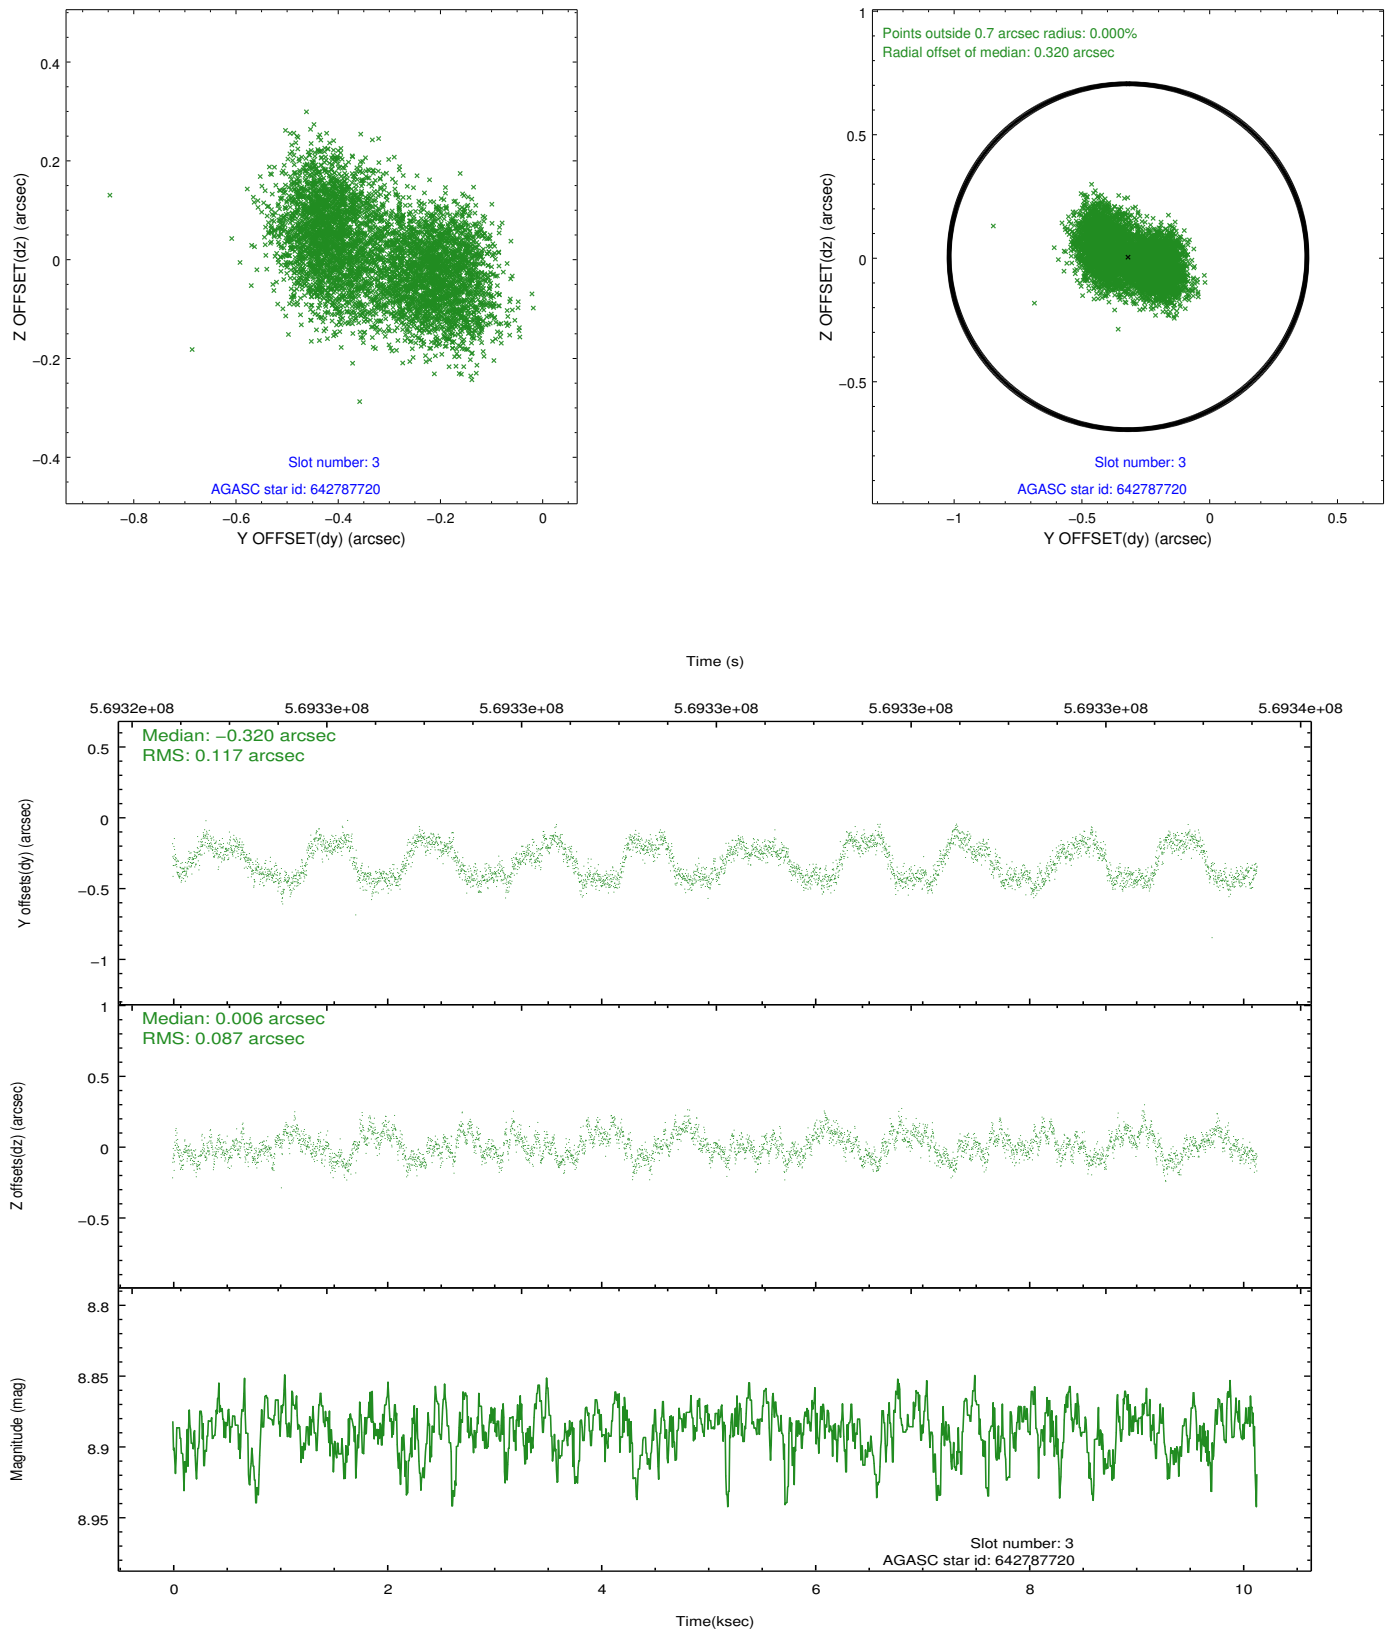 0.4
0.2
0
−0.2
−0.4
Z OFFSET(dz) (arcsec)
Slot number: 3
AGASC star id: 642787720
−0.8 −0.6 −0.4 −0.2 0
Y OFFSET(dy) (arcsec)
Points outside 0.7 arcsec radius: 0.000%
Radial offset of median: 0.320 arcsec
1
0.5
0
−0.5
Z OFFSET(dz) (arcsec)
Slot number: 3
AGASC star id: 642787720
−1 −0.5 0 0.5
Y OFFSET(dy) (arcsec)
Time (s)
5.6932e+08 5.6933e+08 5.6933e+08 5.6933e+08 5.6933e+08 5.6933e+08 5.6934e+08
Median: −0.320 arcsec
RMS: 0.117 arcsec
0.5
0
−0.5
−1
Y offsets(dy) (arcsec)
Median: 0.006 arcsec
RMS: 0.087 arcsec
1
0.5
0
−0.5
Z offsets(dz) (arcsec)
8.8
8.85
8.9
8.95
Magnitude (mag)
Slot number: 3
AGASC star id: 642787720
0 2 4 6 8 10
Time(ksec)